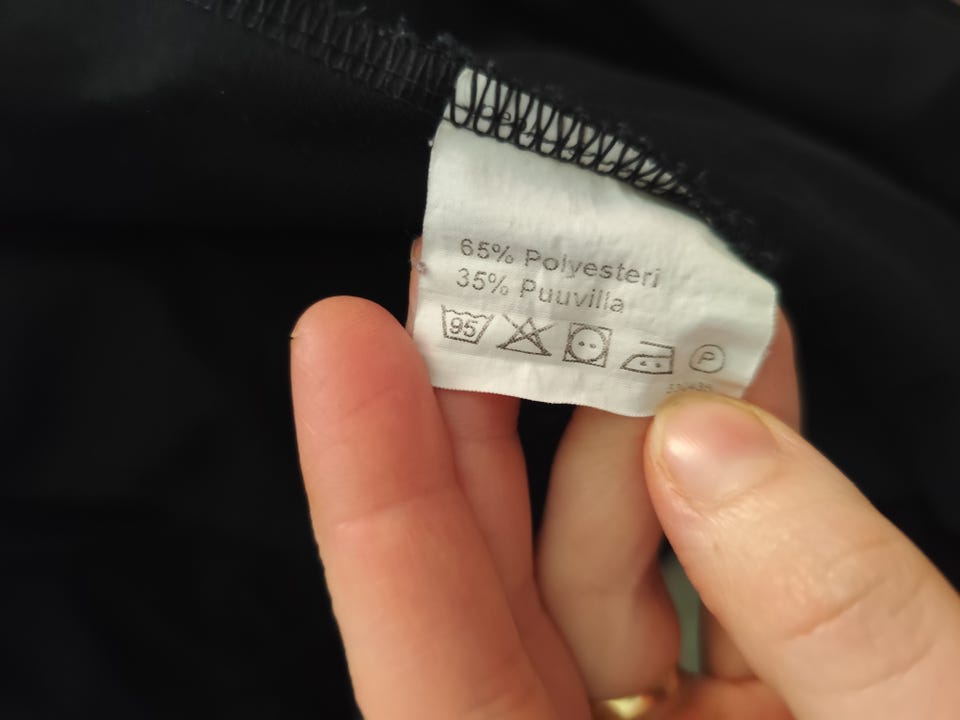 65% Polyesteri
35% Puuvilla
95 P